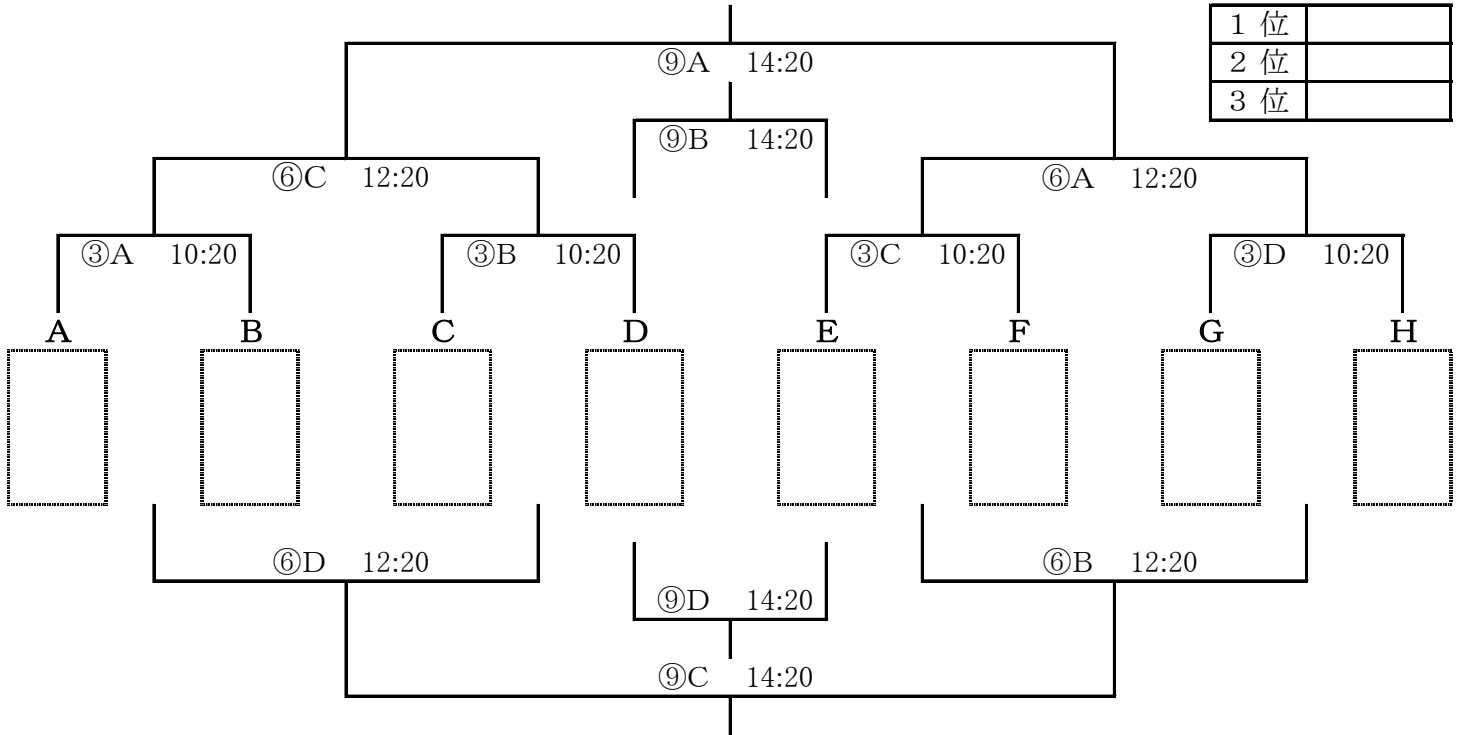 1 位
2 位
3 位
⑨A 14:20
⑨B 14:20
⑥C 12:20
⑥A 12:20
③A 10:20
③B 10:20
③C 10:20
③D 10:20
A B C D E F G H
⑥D 12:20
⑥B 12:20
⑨D 14:20
⑨C 14:20